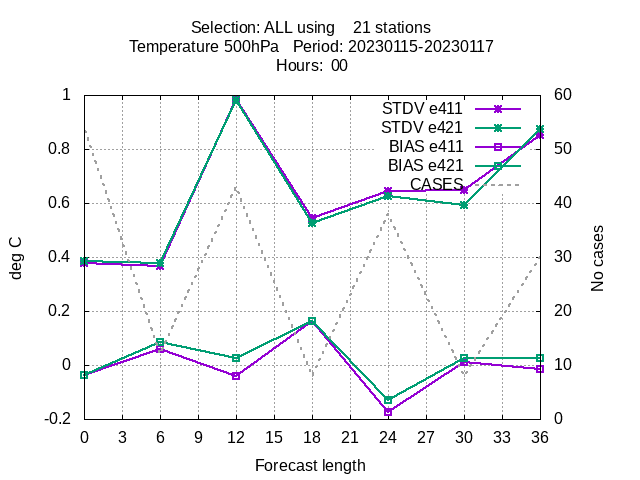 Selection: ALL using    21 stations
Temperature 500hPa   Period: 20230115-20230117
Hours:  00
1
0.8
0.6
0.4
0.2
0
-0.2
deg C
STDV e411
STDV e421
BIAS e411
BIAS e421
CASES
60
50
40
30
20
10
0
No cases
0 3 6 9 12 15 18 21 24 27 30 33 36
Forecast length